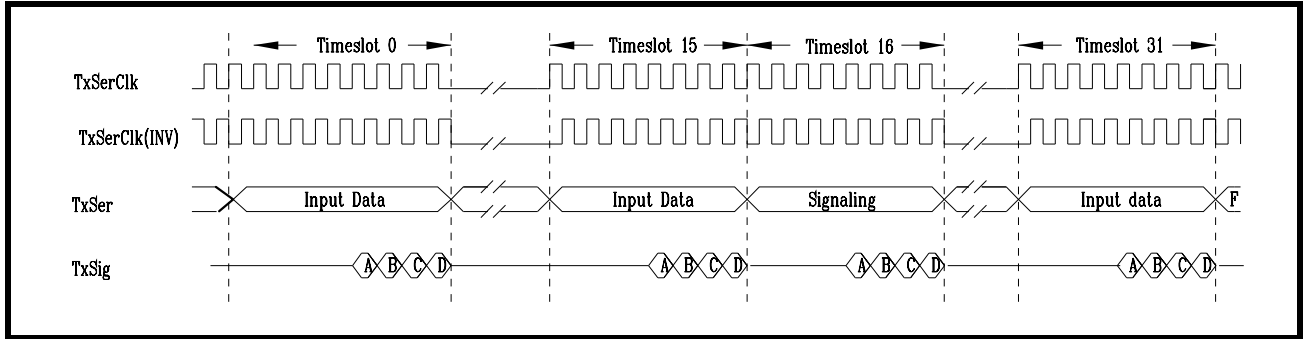 Timeslot 0 Timeslot 15 Timeslot 16 Timeslot 31
TxSerClk
TxSerClk(INV)
TxSer Input Data Input Data Signaling Input data F
TxSig A B C D A B C D A B C D A B C D